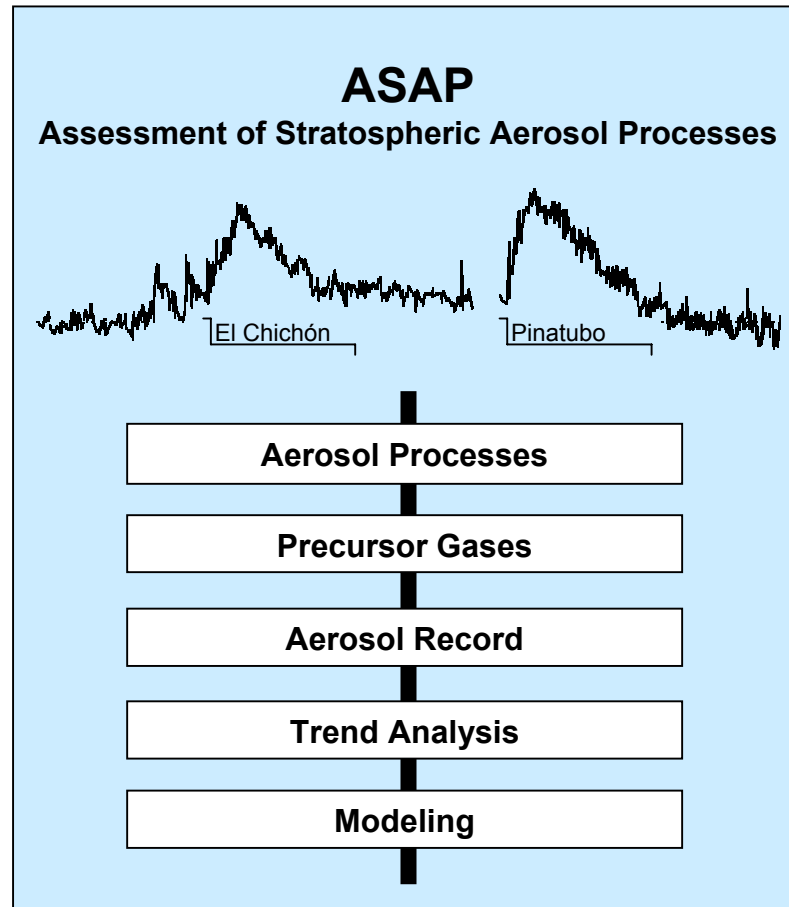 ASAP
Assessment of Stratospheric Aerosol Processes
El Chichón
Pinatubo
Aerosol Processes
Precursor Gases
Aerosol Record
Trend Analysis
Modeling